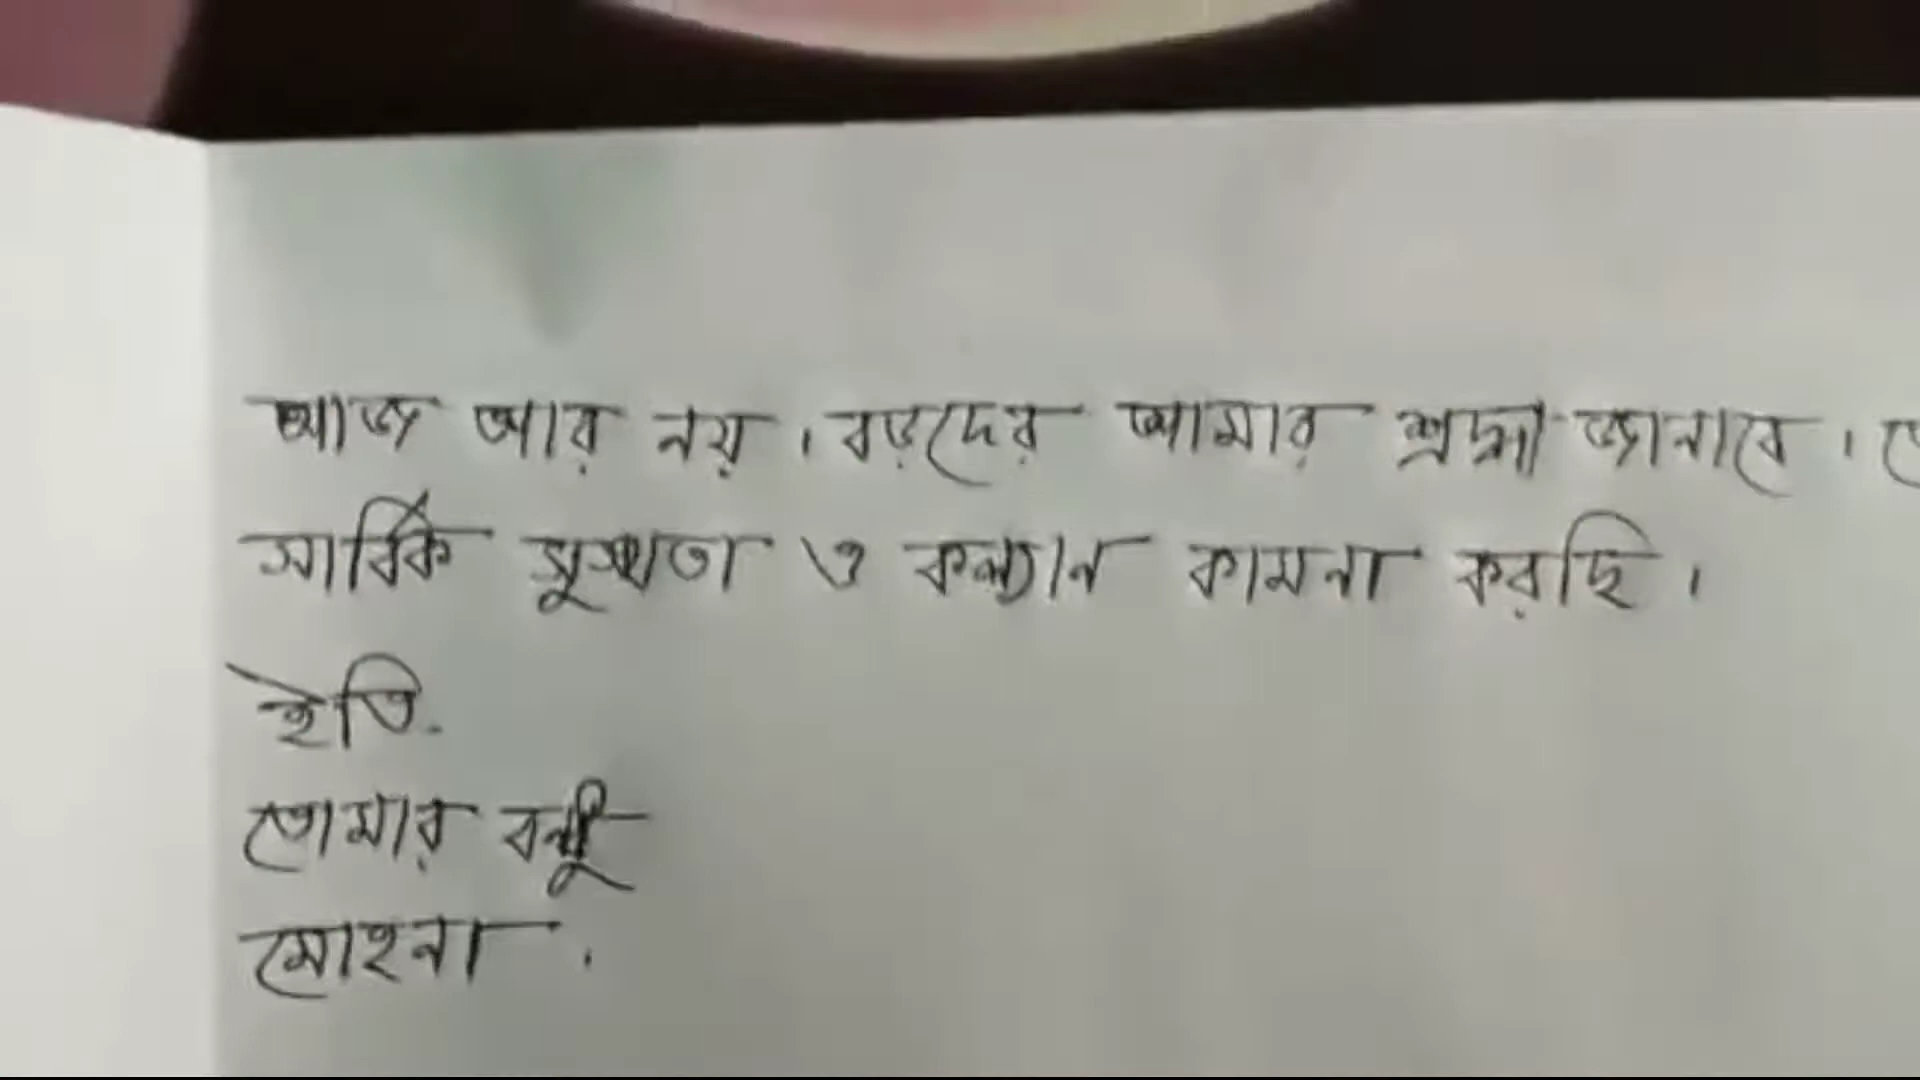 আজ আর নয়। বড়দের আমার শ্রদ্ধা জানাবে।
সার্বিক সুস্থতা ও কল্যান কামনা করছি।
ইতি.
তোমার বন্ধু
মোহনা.